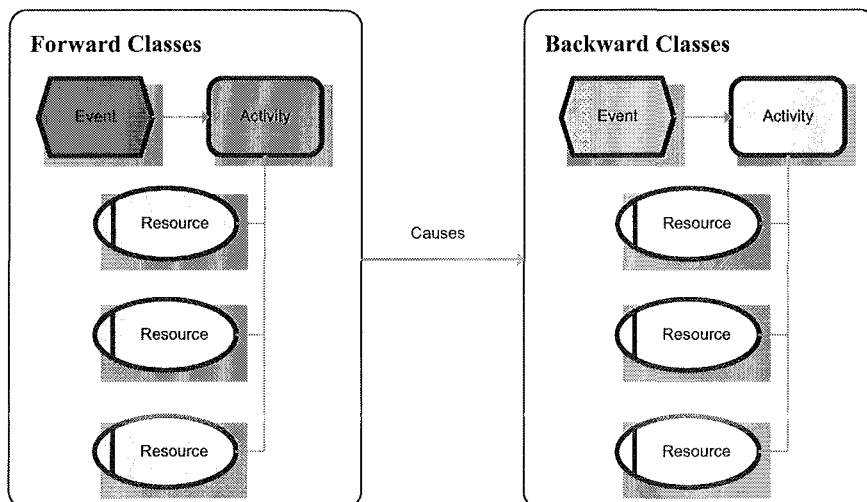 Forward Classes
Event
Activity
Resource
Resource
Resource
Causes
Backward Classes
Event
Activity
Resource
Resource
Resource